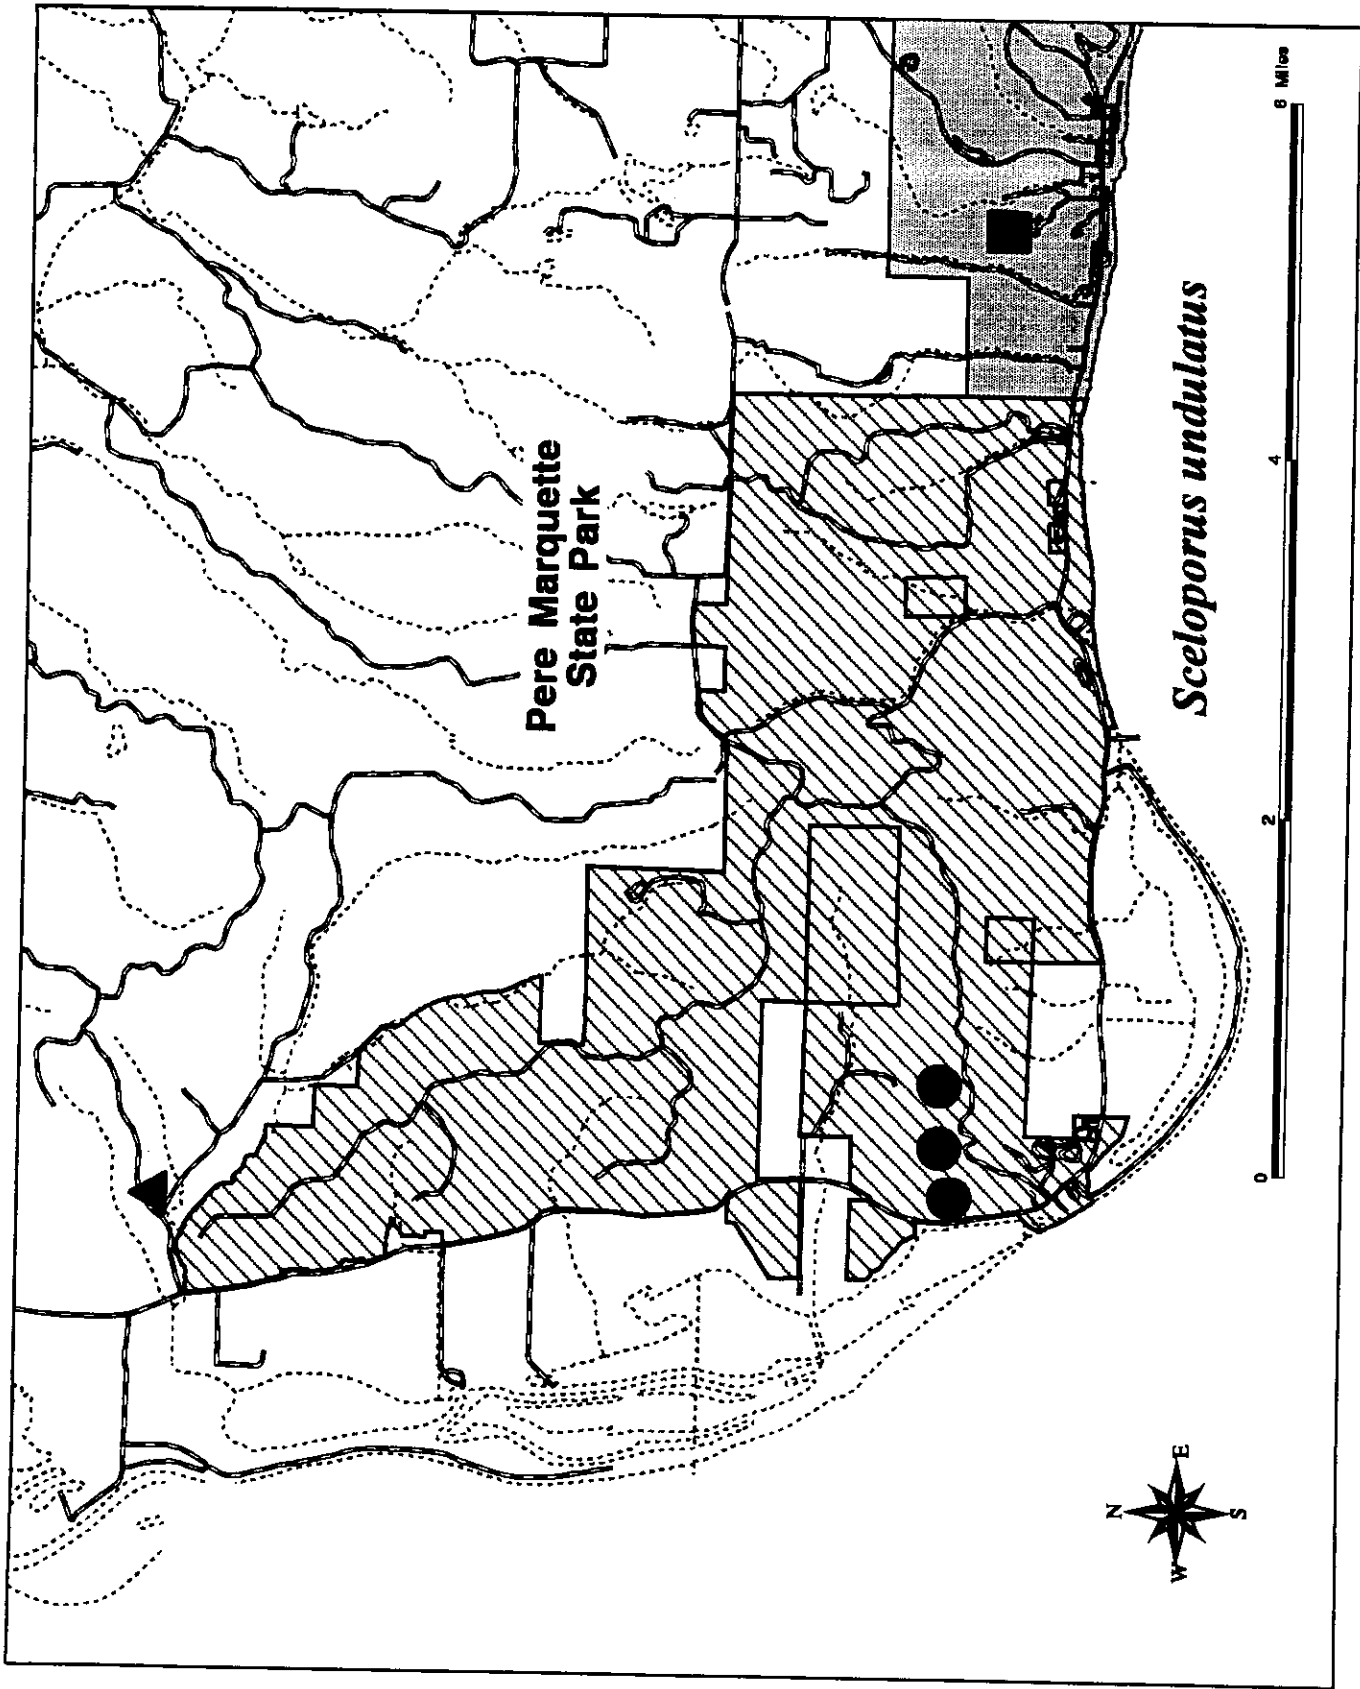 Pere Marquette
State Park
Sceloporus undulatus
N
W E
S
0 2 4 6 Miles